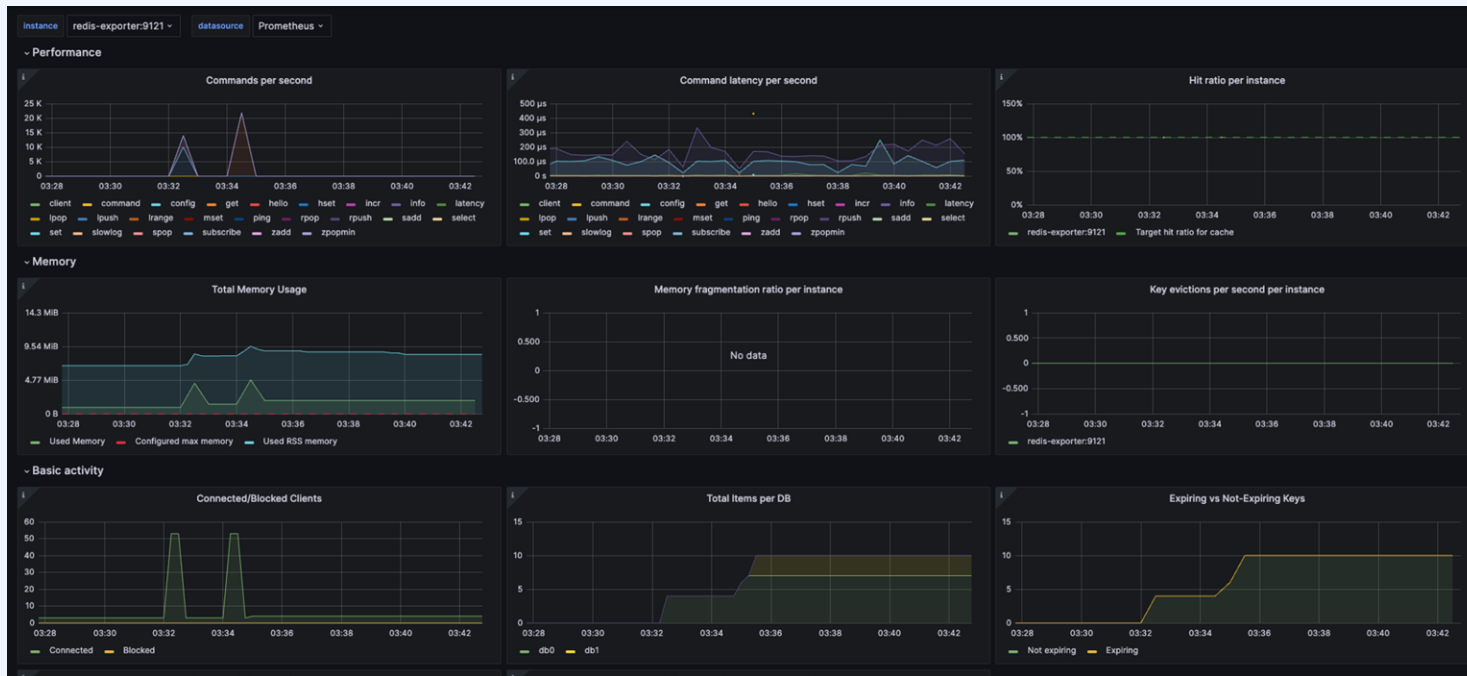 instance redis-exporter:9121 datasource Prometheus
Performance
Commands per second
25 K
20 K
15 K
10 K
5 K
0
03:28 03:30 03:32 03:34 03:36 03:38 03:40 03:42
client command config get hello hset incr info latency
lpop lpush lrange mset ping rpop rpush sadd select
set slowlog spop subscribe zadd zpopmin
Command latency per second
500 µs
400 µs
300 µs
200 µs
100.0 µs
0 s
03:28 03:30 03:32 03:34 03:36 03:38 03:40 03:42
client command config get hello hset incr info latency
lpop lpush lrange mset ping rpop rpush sadd select
set slowlog spop subscribe zadd zpopmin
Hit ratio per instance
150%
100%
50%
0%
03:28 03:30 03:32 03:34 03:36 03:38 03:40 03:42
redis-exporter:9121 Target hit ratio for cache
Memory
Total Memory Usage
14.3 MiB
9.54 MiB
4.77 MiB
0 B
03:28 03:30 03:32 03:34 03:36 03:38 03:40 03:42
Used Memory Configured max memory Used RSS memory
Memory fragmentation ratio per instance
1
0.500
0
-0.500
-1
No data
03:28 03:30 03:32 03:34 03:36 03:38 03:40 03:42
Key evictions per second per instance
1
0.500
0
-0.500
-1
03:28 03:30 03:32 03:34 03:36 03:38 03:40 03:42
redis-exporter:9121
Basic activity
Connected/Blocked Clients
60
50
40
30
20
10
0
03:28 03:30 03:32 03:34 03:36 03:38 03:40 03:42
Connected Blocked
Total Items per DB
15
10
5
0
03:28 03:30 03:32 03:34 03:36 03:38 03:40 03:42
db0 db1
Expiring vs Not-Expiring Keys
15
10
5
0
03:28 03:30 03:32 03:34 03:36 03:38 03:40 03:42
Not expiring Expiring